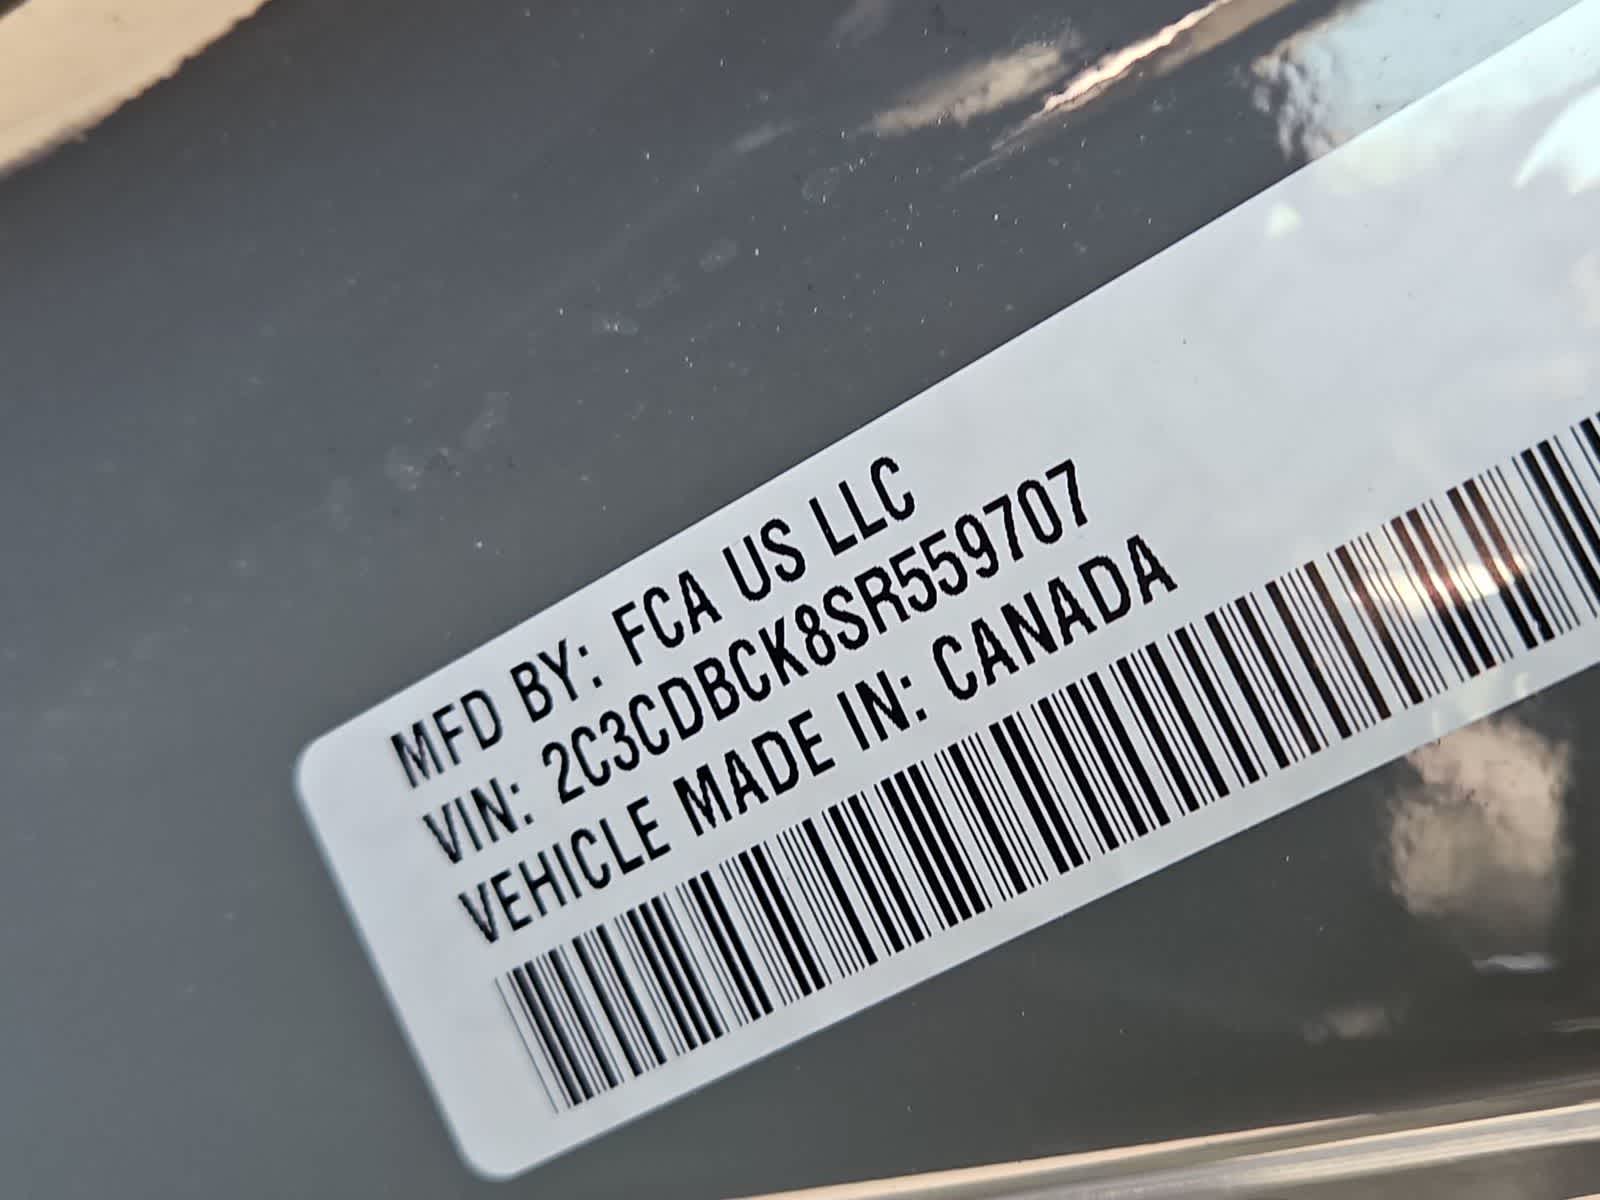 MFD BY: FCA US LLC
VIN: 2C3CDBCK8SR559707
VEHICLE MADE IN: CANADA